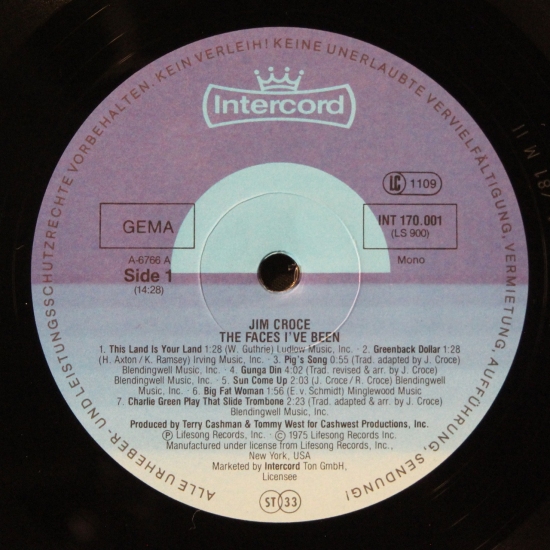 ALLE URHEBER- UND LEISTUNGSSCHUTZRECHTE VORBEHALTEN. KEIN VERLEIH! KEINE UNERLAUBTE VERVIELFÄLTIGUNG, VERMIETUNG, AUFFÜHRUNG, SENDUNG!
Intercord
LC 1109
GEMA
INT 170.001
(LS 900)
A-6766 A
Side 1
(14:28)
Mono
JIM CROCE
THE FACES I'VE BEEN
1. This Land Is Your Land 1:28 (W. Guthrie) Ludlow Music, Inc. · 2. Greenback Dollar 1:28
(H. Axton / K. Ramsey) Irving Music, Inc. · 3. Pig's Song 0:55 (Trad. adapted by J. Croce)
Blendingwell Music, Inc. · 4. Gunga Din 4:02 (Trad. revised & arr. by J. Croce)
Blendingwell Music, Inc. · 5. Sun Come Up 2:03 (J. Croce / R. Croce) Blendingwell
Music, Inc. · 6. Big Fat Woman 1:56 (E. v. Schmidt) Minglewood Music
7. Charlie Green Play That Slide Trombone 2:23 (Trad. adapted & arr. by J. Croce)
Blendingwell Music, Inc.
Produced by Terry Cashman & Tommy West for Cashwest Productions, Inc.
Ⓟ Lifesong Records, Inc. · © 1975 Lifesong Records Inc.
Manufactured under license from Lifesong Records, Inc.,
New York, USA
Marketed by Intercord Ton GmbH,
Licensee
ST 33